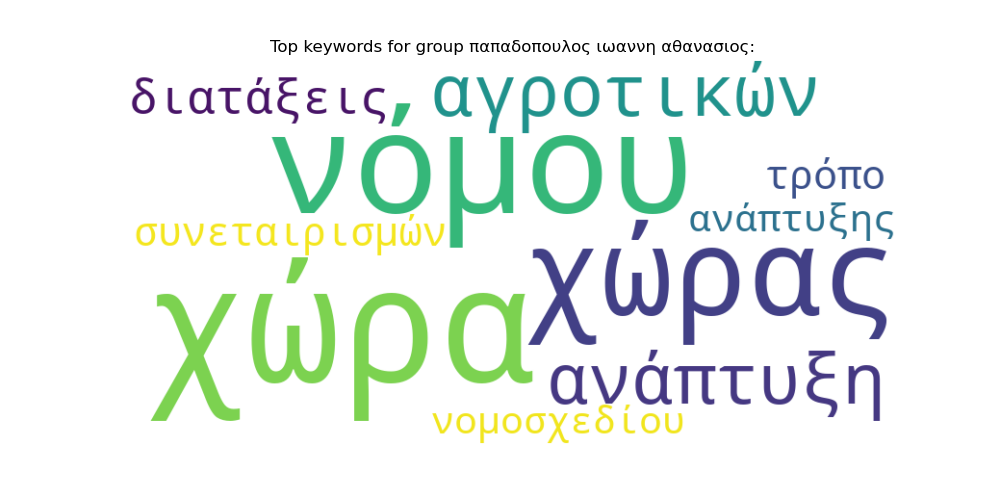 Top keywords for group παπαδοπουλος ιωαννη αθανασιος:
διατάξεις
αγροτικών
νόμου
τρόπο
ανάπτυξης
συνεταιρισμών
χώρας
χώρα
ανάπτυξη
νομοσχεδίου